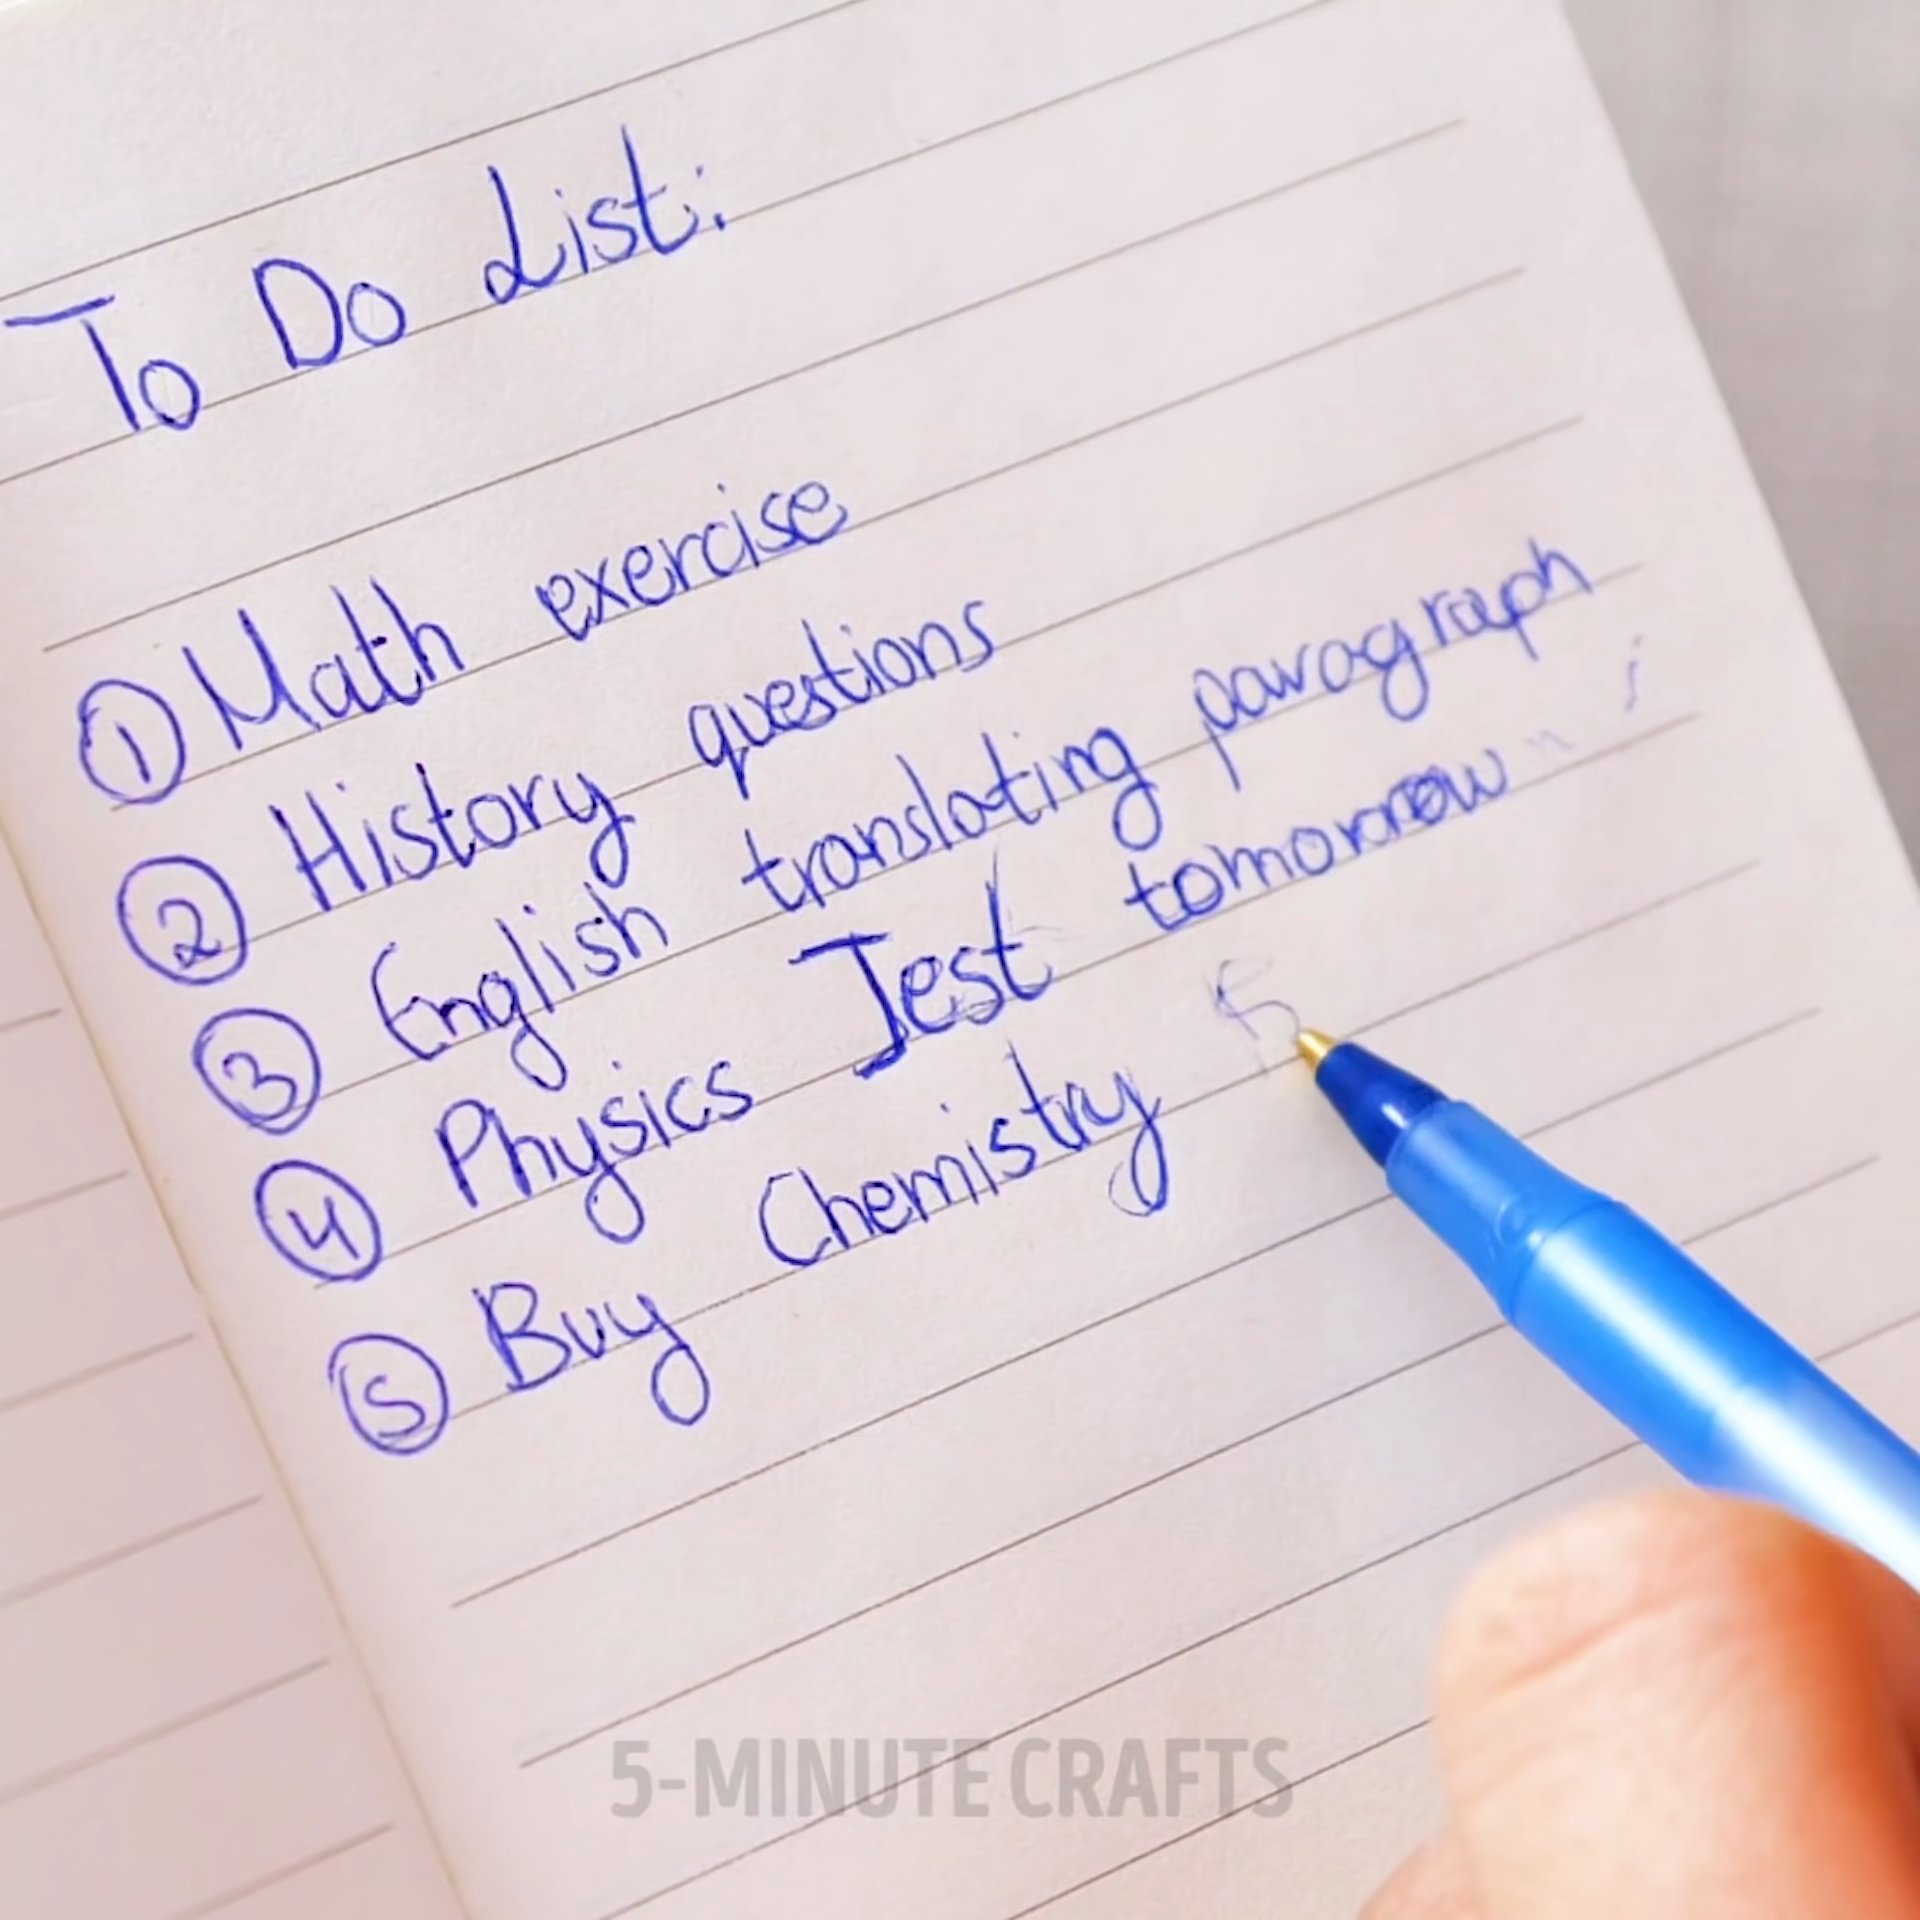 To Do List:
① Math exercise
② History questions
③ English translating paragraph
④ Physics Test tomorrow
⑤ Buy Chemistry
5-MINUTE CRAFTS